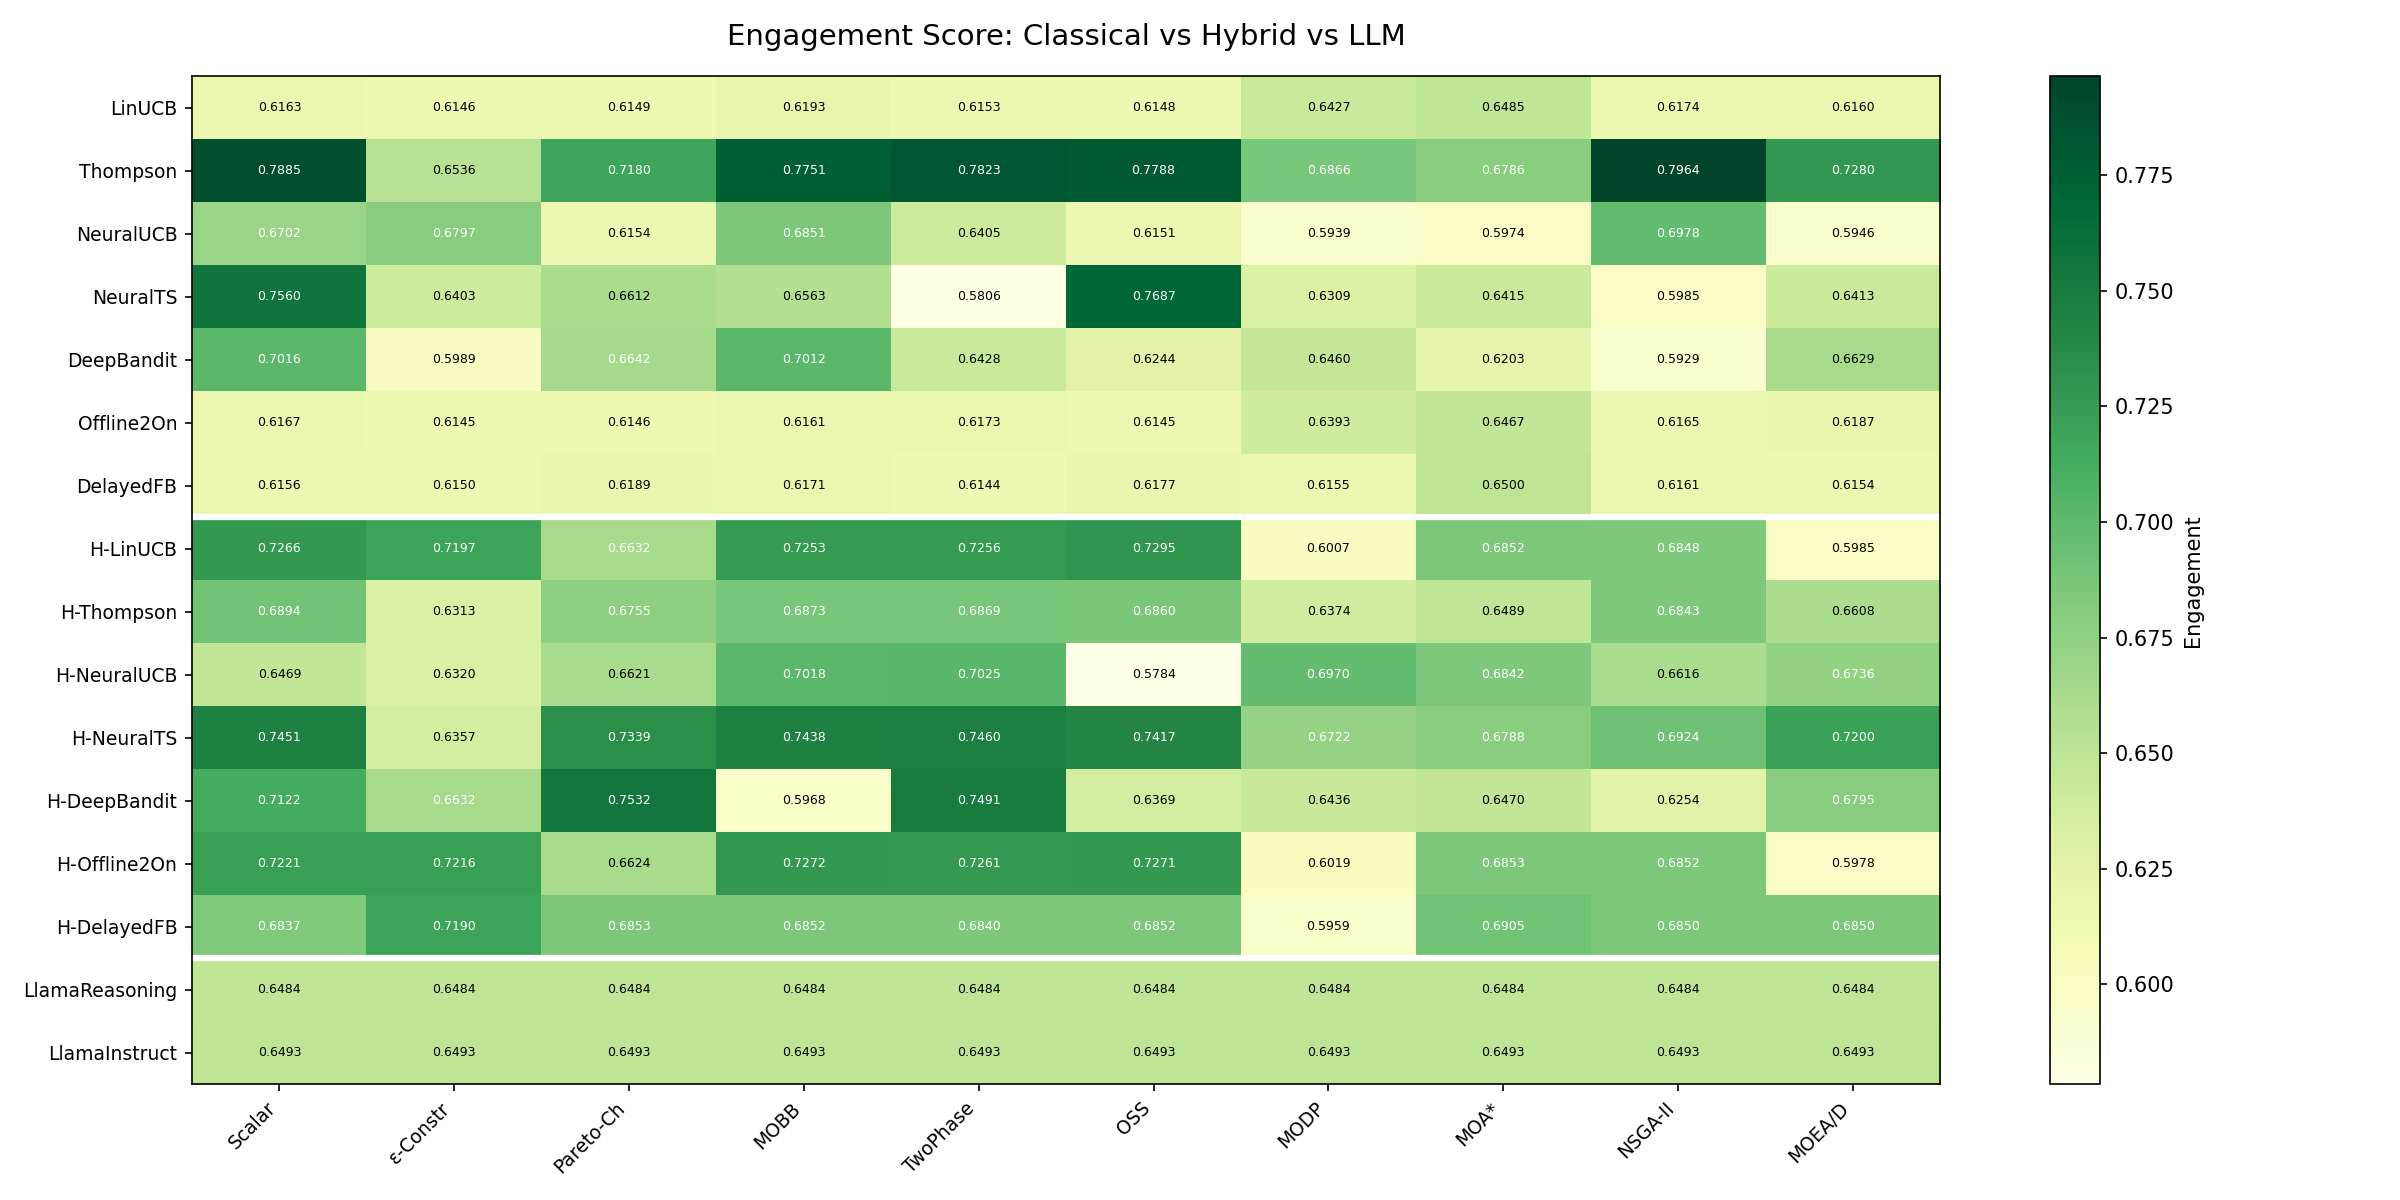 Engagement Score: Classical vs Hybrid vs LLM
LinUCB 0.6163 0.6146 0.6149 0.6193 0.6153 0.6148 0.6427 0.6485 0.6174 0.6160
Thompson 0.7885 0.6536 0.7180 0.7751 0.7823 0.7788 0.6866 0.6786 0.7964 0.7280
NeuralUCB 0.6702 0.6797 0.6154 0.6851 0.6405 0.6151 0.5939 0.5974 0.6978 0.5946
NeuralTS 0.7560 0.6403 0.6612 0.6563 0.5806 0.7687 0.6309 0.6415 0.5985 0.6413
DeepBandit 0.7016 0.5989 0.6642 0.7012 0.6428 0.6244 0.6460 0.6203 0.5929 0.6629
Offline2On 0.6167 0.6145 0.6146 0.6161 0.6173 0.6145 0.6393 0.6467 0.6165 0.6187
DelayedFB 0.6156 0.6150 0.6189 0.6171 0.6144 0.6177 0.6155 0.6500 0.6161 0.6154
H-LinUCB 0.7266 0.7197 0.6632 0.7253 0.7256 0.7295 0.6007 0.6852 0.6848 0.5985
H-Thompson 0.6894 0.6313 0.6755 0.6873 0.6869 0.6860 0.6374 0.6489 0.6843 0.6608
H-NeuralUCB 0.6469 0.6320 0.6621 0.7018 0.7025 0.5784 0.6970 0.6842 0.6616 0.6736
H-NeuralTS 0.7451 0.6357 0.7339 0.7438 0.7460 0.7417 0.6722 0.6788 0.6924 0.7200
H-DeepBandit 0.7122 0.6632 0.7532 0.5968 0.7491 0.6369 0.6436 0.6470 0.6254 0.6795
H-Offline2On 0.7221 0.7216 0.6624 0.7272 0.7261 0.7271 0.6019 0.6853 0.6852 0.5978
H-DelayedFB 0.6837 0.7190 0.6853 0.6852 0.6840 0.6852 0.5959 0.6905 0.6850 0.6850
LlamaReasoning 0.6484 0.6484 0.6484 0.6484 0.6484 0.6484 0.6484 0.6484 0.6484 0.6484
LlamaInstruct 0.6493 0.6493 0.6493 0.6493 0.6493 0.6493 0.6493 0.6493 0.6493 0.6493
Scalar ε-Constr Pareto-Ch MOBB TwoPhase OSS MODP MOA* NSGA-II MOEA/D
0.775
0.750
0.725
0.700
0.675
0.650
0.625
0.600
Engagement